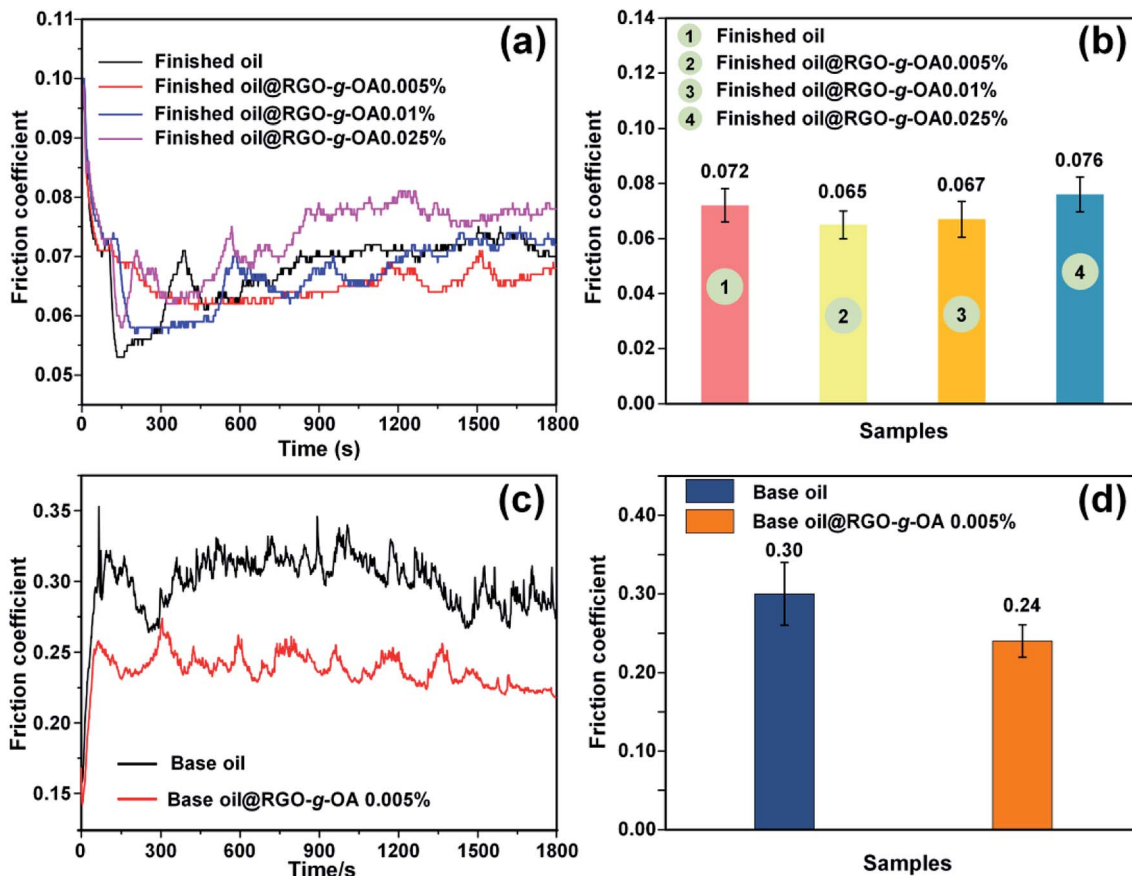 (a)
Friction coefficient
0.11
0.10
0.09
0.08
0.07
0.06
0.05
Finished oil
Finished oil@RGO-g-OA0.005%
Finished oil@RGO-g-OA0.01%
Finished oil@RGO-g-OA0.025%
0 300 600 900 1200 1500 1800
Time (s)
(b)
Friction coefficient
0.14
0.12
0.10
0.08
0.06
0.04
0.02
0.00
1 Finished oil
2 Finished oil@RGO-g-OA0.005%
3 Finished oil@RGO-g-OA0.01%
4 Finished oil@RGO-g-OA0.025%
0.072 0.065 0.067 0.076
1 2 3 4
Samples
(c)
Friction coefficient
0.35
0.30
0.25
0.20
0.15
Base oil
Base oil@RGO-g-OA 0.005%
0 300 600 900 1200 1500 1800
Time/s
(d)
Friction coefficient
0.40
0.30
0.20
0.10
0.00
Base oil
Base oil@RGO-g-OA 0.005%
0.30 0.24
Samples